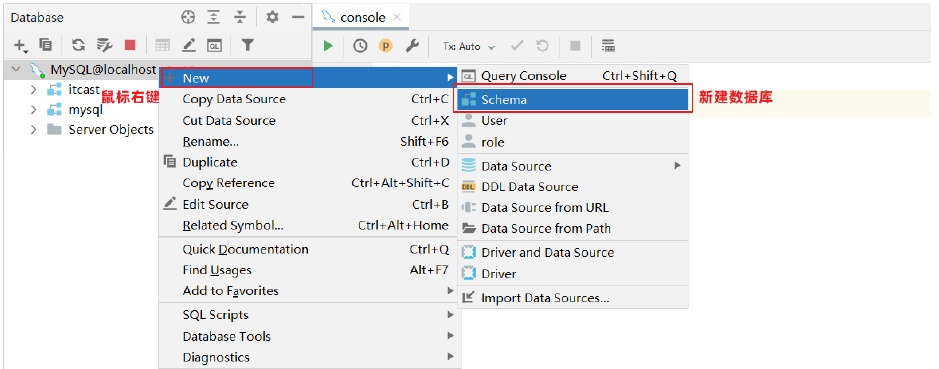 Database
console
Tx: Auto
MySQL@localhost
itcast
mysql
Server Objects
鼠标右键
New
Copy Data Source Ctrl+C
Cut Data Source Ctrl+X
Rename... Shift+F6
Duplicate Ctrl+D
Copy Reference Ctrl+Alt+Shift+C
Edit Source Ctrl+B
Related Symbol... Ctrl+Alt+Home
Quick Documentation Ctrl+Q
Find Usages Alt+F7
Add to Favorites
SQL Scripts
Database Tools
Diagnostics
QL Query Console Ctrl+Shift+Q
Schema
新建数据库
User
role
Data Source
DDL DDL Data Source
Data Source from URL
Data Source from Path
Driver and Data Source
Driver
Import Data Sources...